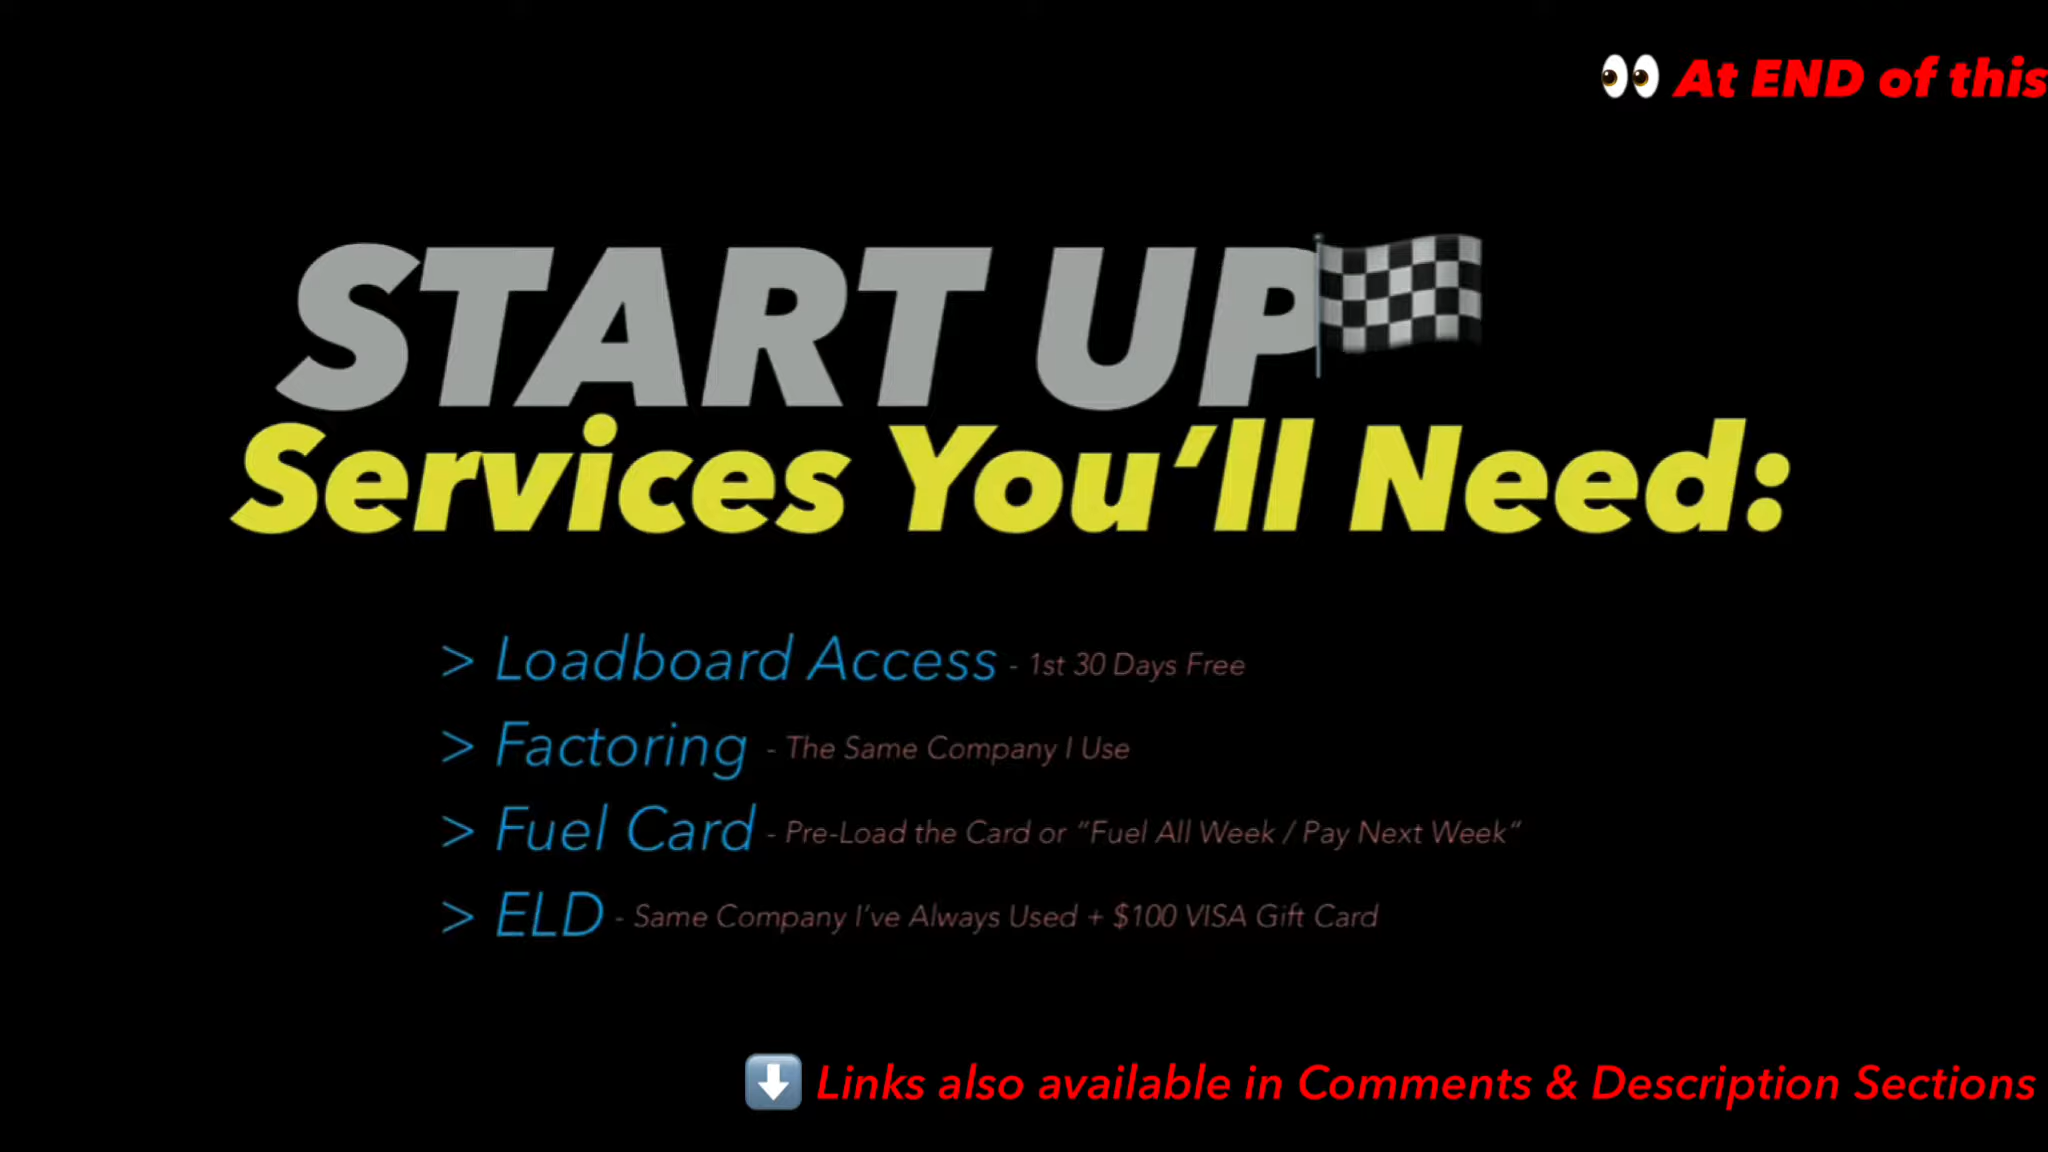 👀 At END of this
START UP🏁
Services You’ll Need:
> Loadboard Access - 1st 30 Days Free
> Factoring - The Same Company I Use
> Fuel Card - Pre-Load the Card or “Fuel All Week / Pay Next Week“
> ELD - Same Company I’ve Always Used + $100 VISA Gift Card
⬇️ Links also available in Comments & Description Sections